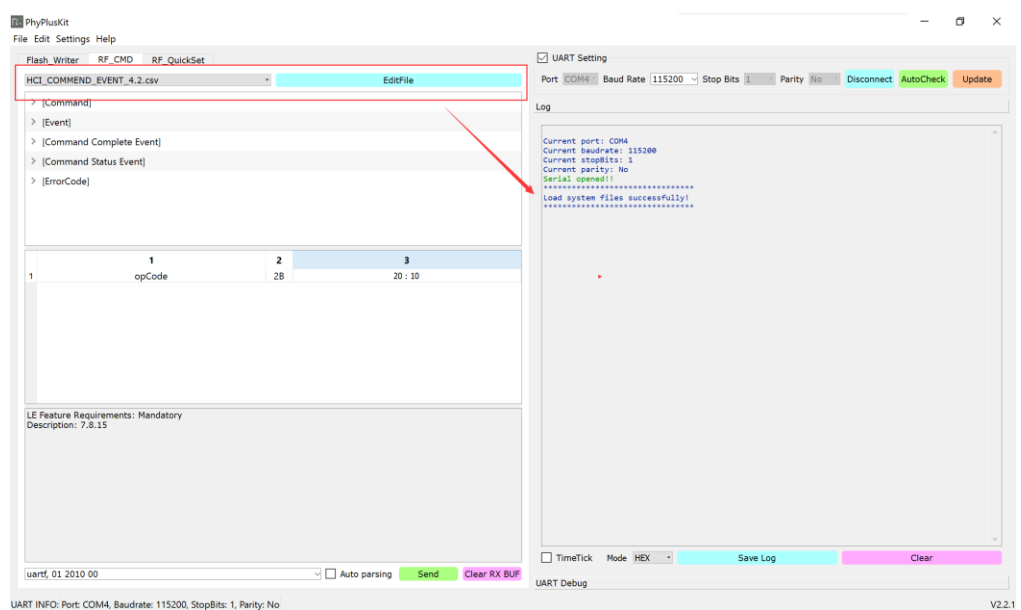 PhyPlusKit
File Edit Settings Help
Flash_Writer RF_CMD RF_QuickSet
HCI_COMMEND_EVENT_4.2.csv EditFile
[Command]
[Event]
[Command Complete Event]
[Command Status Event]
[ErrorCode]
1 2 3
1 opCode 2B 20 : 10
LE Feature Requirements: Mandatory
Description: 7.8.15
uartf, 01 2010 00 Auto parsing Send Clear RX BUF
UART Setting
Port COM4 Baud Rate 115200 Stop Bits 1 Parity No Disconnect AutoCheck Update
Log
Current port: COM4
Current baudrate: 115200
Current stopBits: 1
Current parity: No
Serial opened!!
********************************
Load system files successfully!
********************************
TimeTick Mode HEX Save Log Clear
UART Debug
UART INFO: Port: COM4, Baudrate: 115200, StopBits: 1, Parity: No V2.2.1